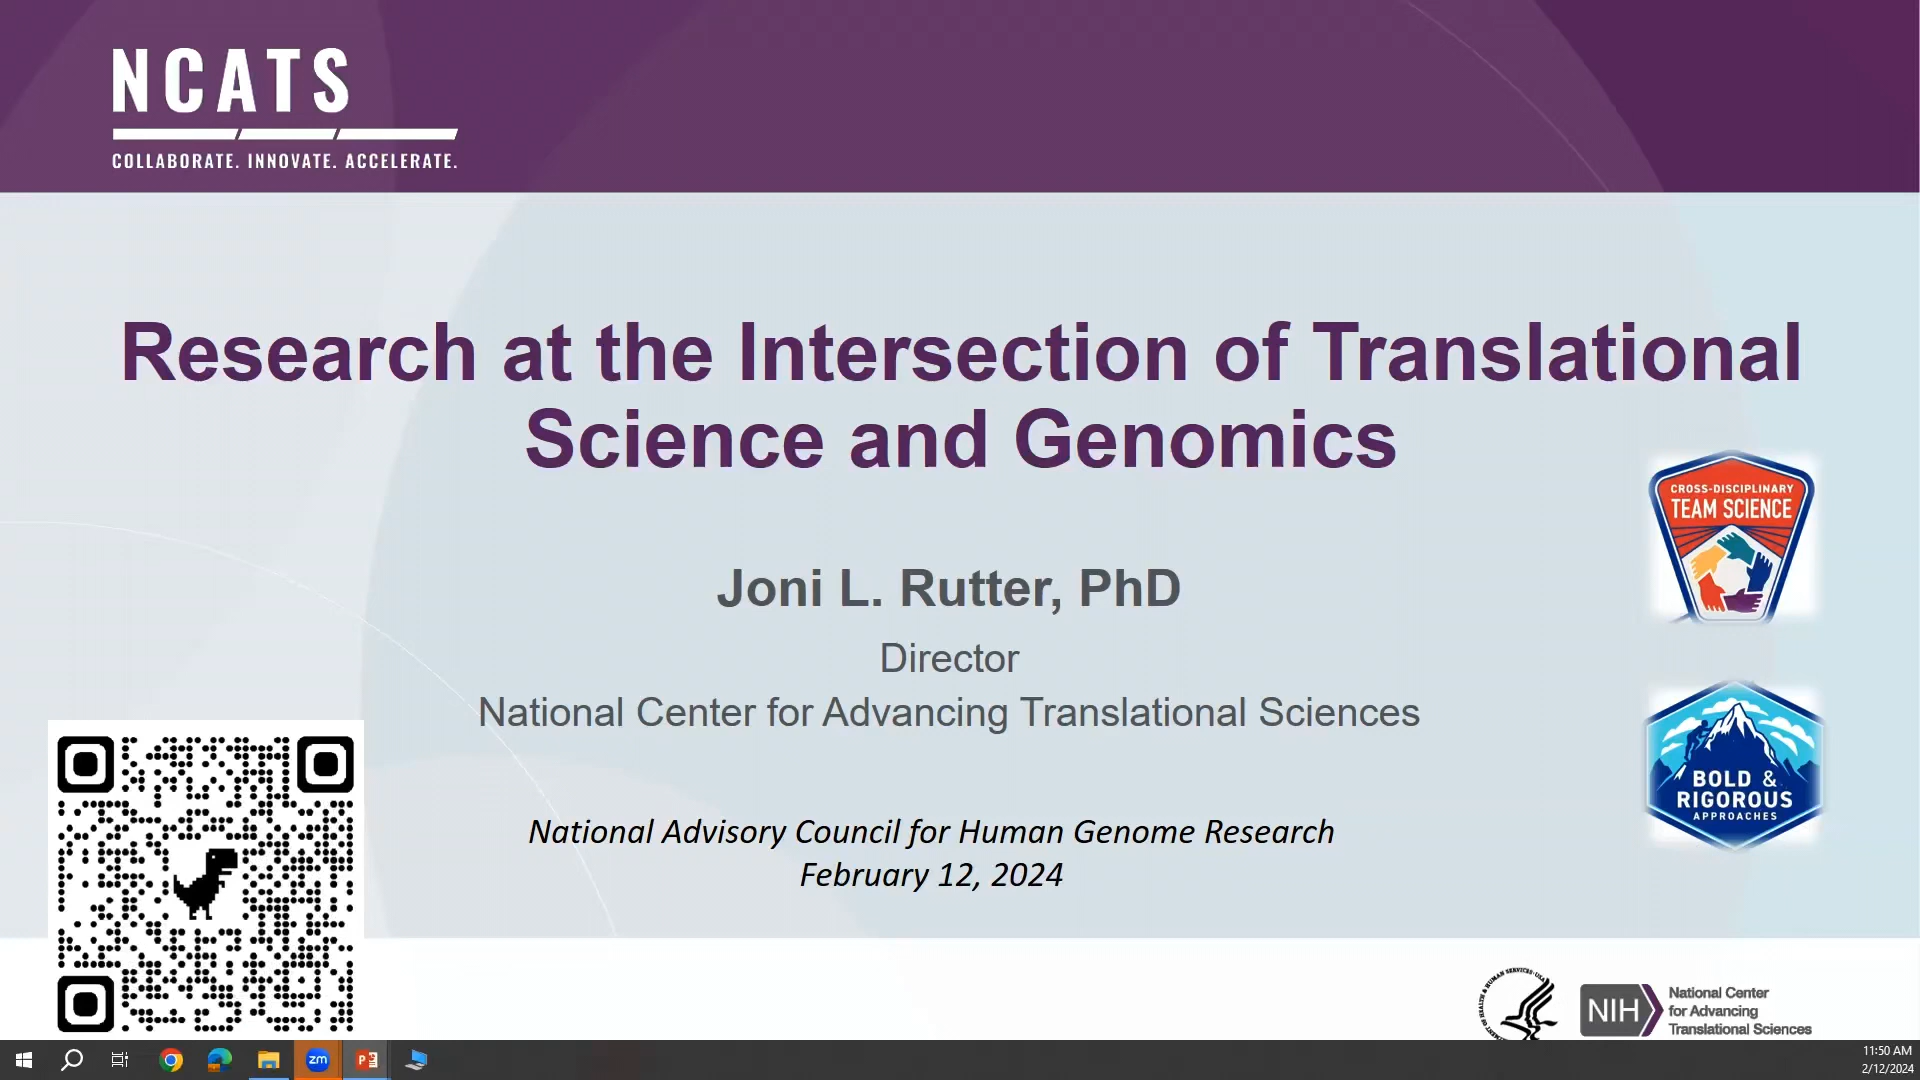 NCATS
COLLABORATE. INNOVATE. ACCELERATE.
Research at the Intersection of Translational
Science and Genomics
CROSS-DISCIPLINARY
TEAM SCIENCE
Joni L. Rutter, PhD
Director
National Center for Advancing Translational Sciences
BOLD &
RIGOROUS
APPROACHES
National Advisory Council for Human Genome Research
February 12, 2024
NIH
National Center
for Advancing
Translational Sciences
zm
11:50 AM
2/12/2024